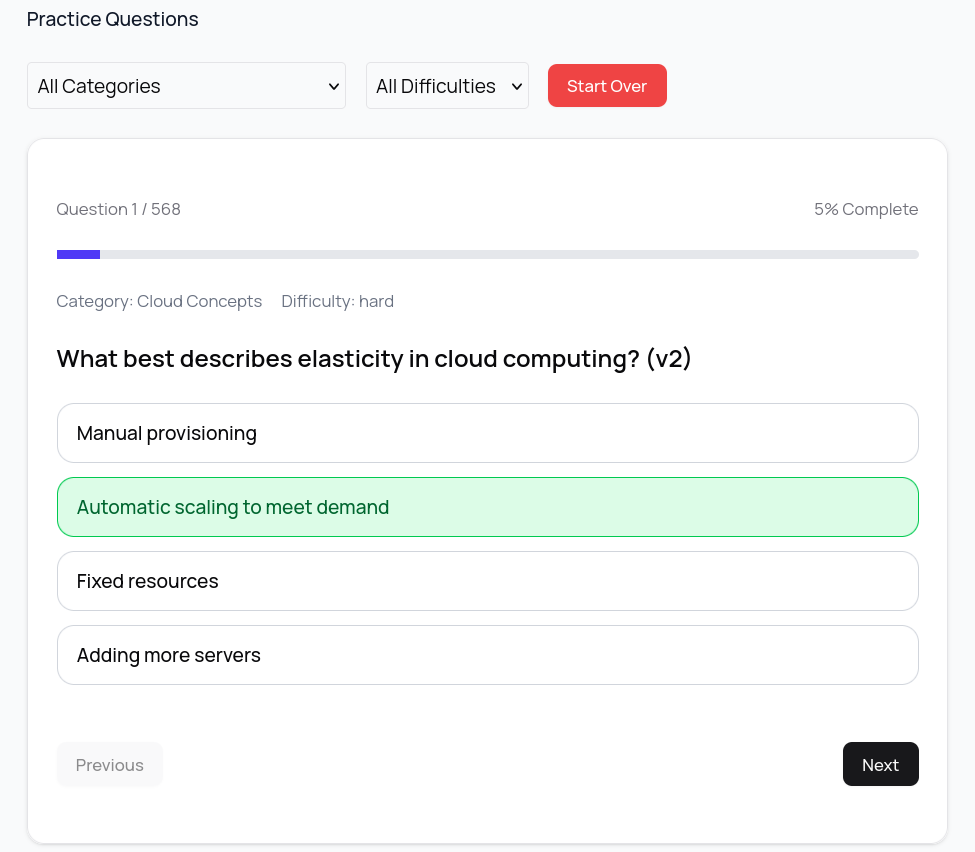 Practice Questions
All Categories All Difficulties Start Over
Question 1 / 568 5% Complete
Category: Cloud Concepts Difficulty: hard
What best describes elasticity in cloud computing? (v2)
Manual provisioning
Automatic scaling to meet demand
Fixed resources
Adding more servers
Previous Next